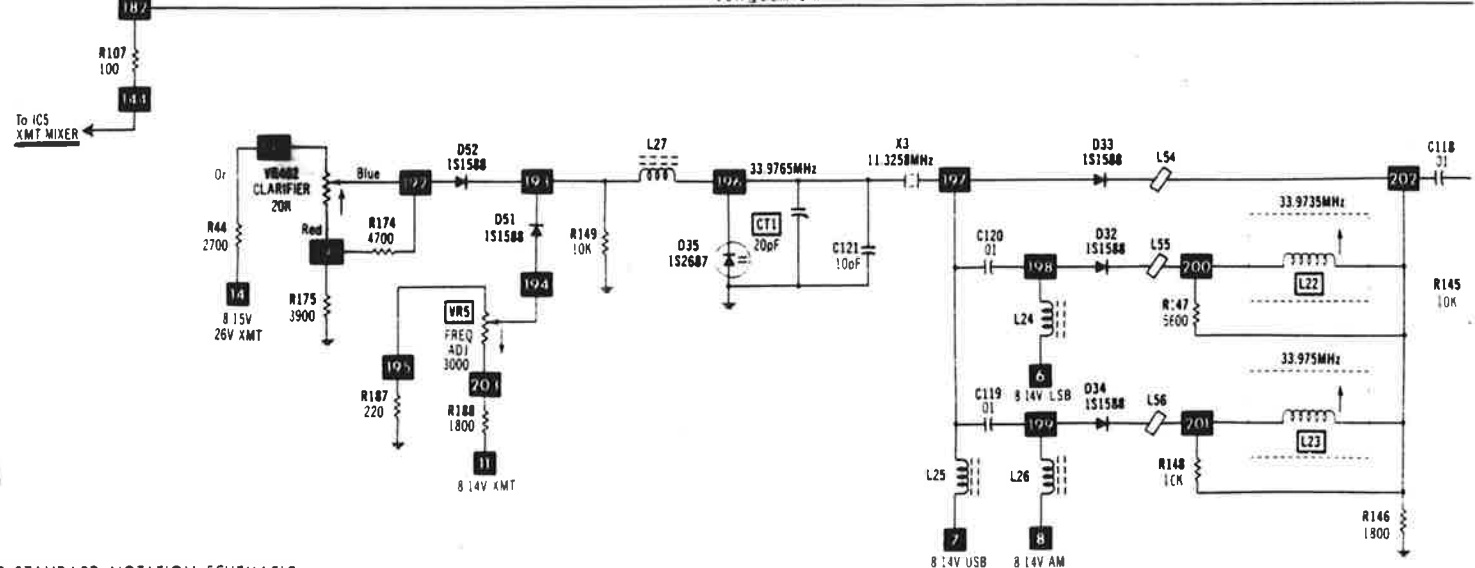 182
R107
100
144
To IC5
XMT MIXER
Or
VR402
CLARIFIER
20K
Blue
Red
R44
2700
14
8 15V
26V XMT
R174
4700
R175
3900
D52
1S1588
193
D51
1S1588
194
VR5
FREQ
ADJ
3000
195
R187
220
203
R188
1800
11
8 14V XMT
R149
10K
L27
196
33.9765MHz
D35
1S2687
CT1
20pF
C121
10pF
X3
11.3258MHz
197
D33
1S1588
L54
202
C118
01
33.9735MHz
C120
01
198
D32
1S1588
L55
200
L22
R145
10K
L24
R147
5600
6
8 14V LSB
33.975MHz
C119
01
199
D34
1S1588
L56
201
L23
L25
L26
R148
10K
R146
1800
7
8 14V USB
8
8 14V AM